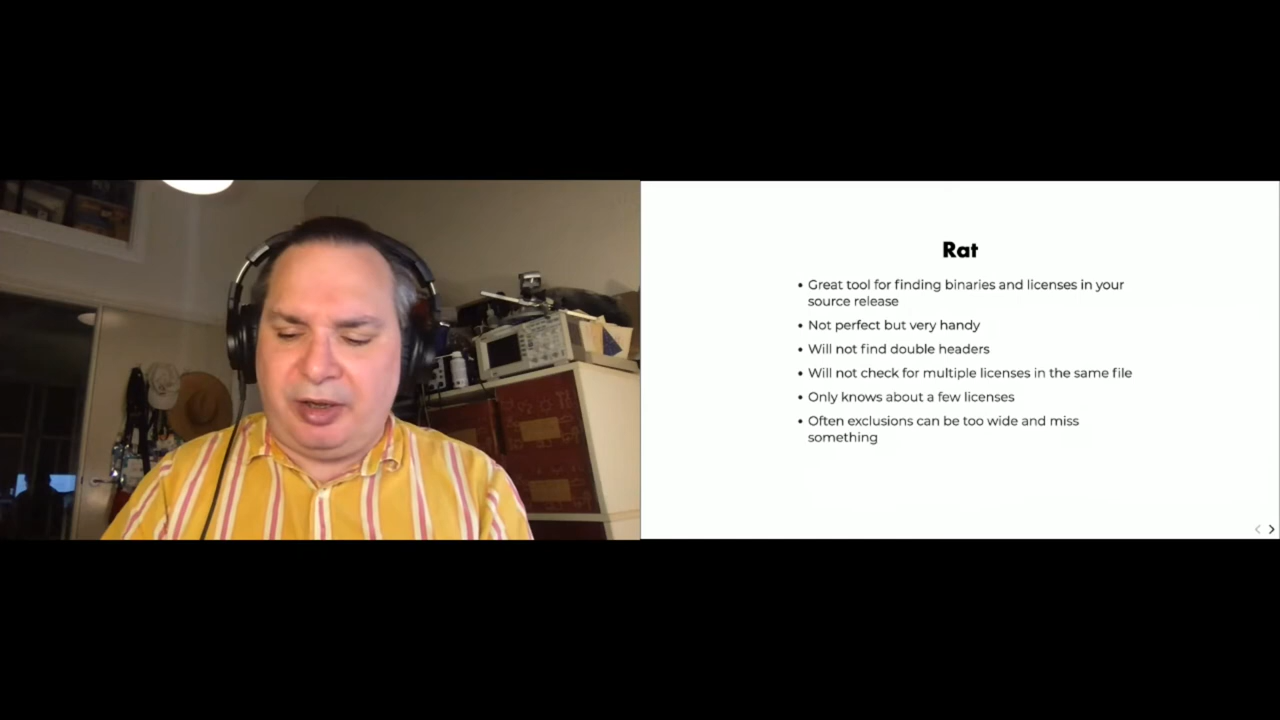 Rat
• Great tool for finding binaries and licenses in your
source release
• Not perfect but very handy
• Will not find double headers
• Will not check for multiple licenses in the same file
• Only knows about a few licenses
• Often exclusions can be too wide and miss
something